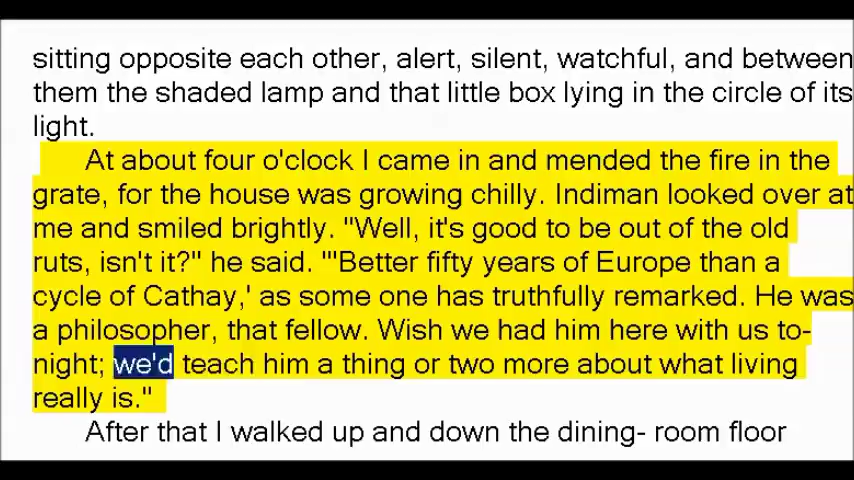 sitting opposite each other, alert, silent, watchful, and between
them the shaded lamp and that little box lying in the circle of its
light.
At about four o'clock I came in and mended the fire in the
grate, for the house was growing chilly. Indiman looked over at
me and smiled brightly. "Well, it's good to be out of the old
ruts, isn't it?" he said. "'Better fifty years of Europe than a
cycle of Cathay,' as some one has truthfully remarked. He was
a philosopher, that fellow. Wish we had him here with us to-
night; we'd teach him a thing or two more about what living
really is."
After that I walked up and down the dining- room floor